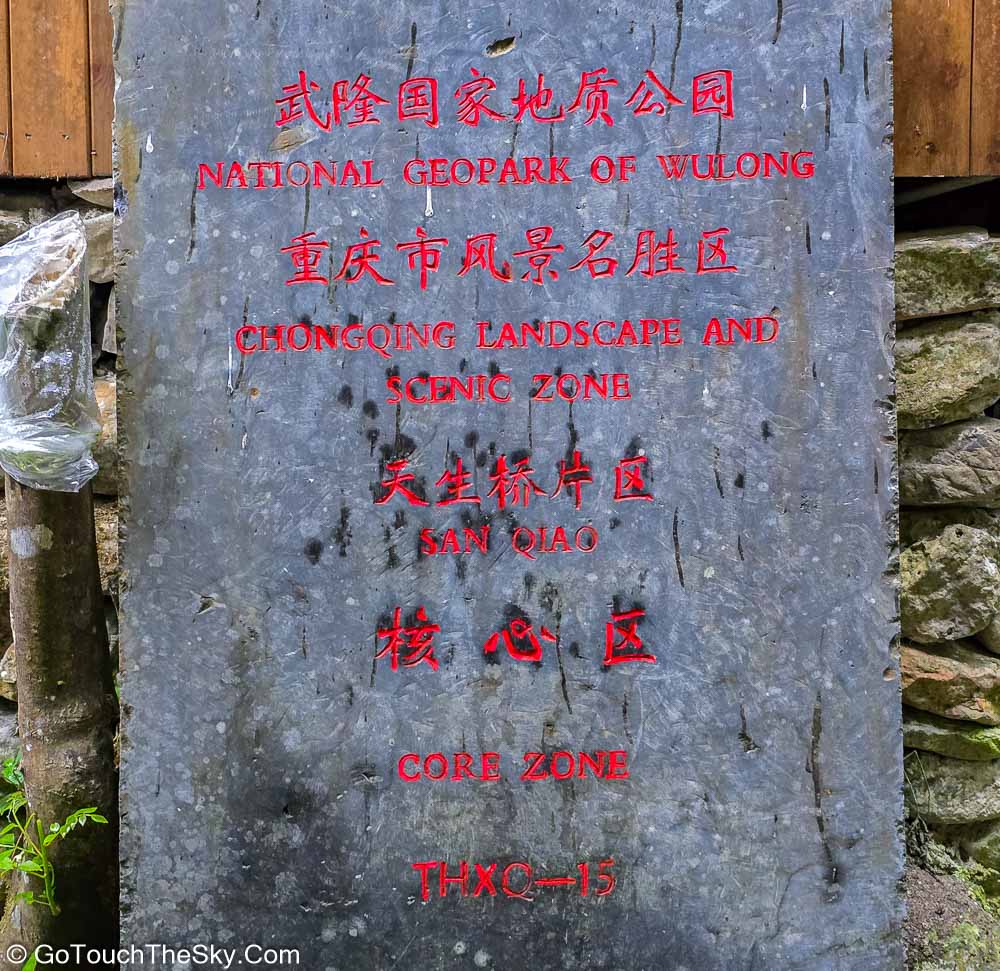 武隆国家地质公园
NATIONAL GEOPARK OF WULONG
重庆市风景名胜区
CHONGQING LANDSCAPE AND
SCENIC ZONE
天生桥片区
SAN QIAO
核心区
CORE ZONE
THXQ—15
© GoTouchTheSky.Com